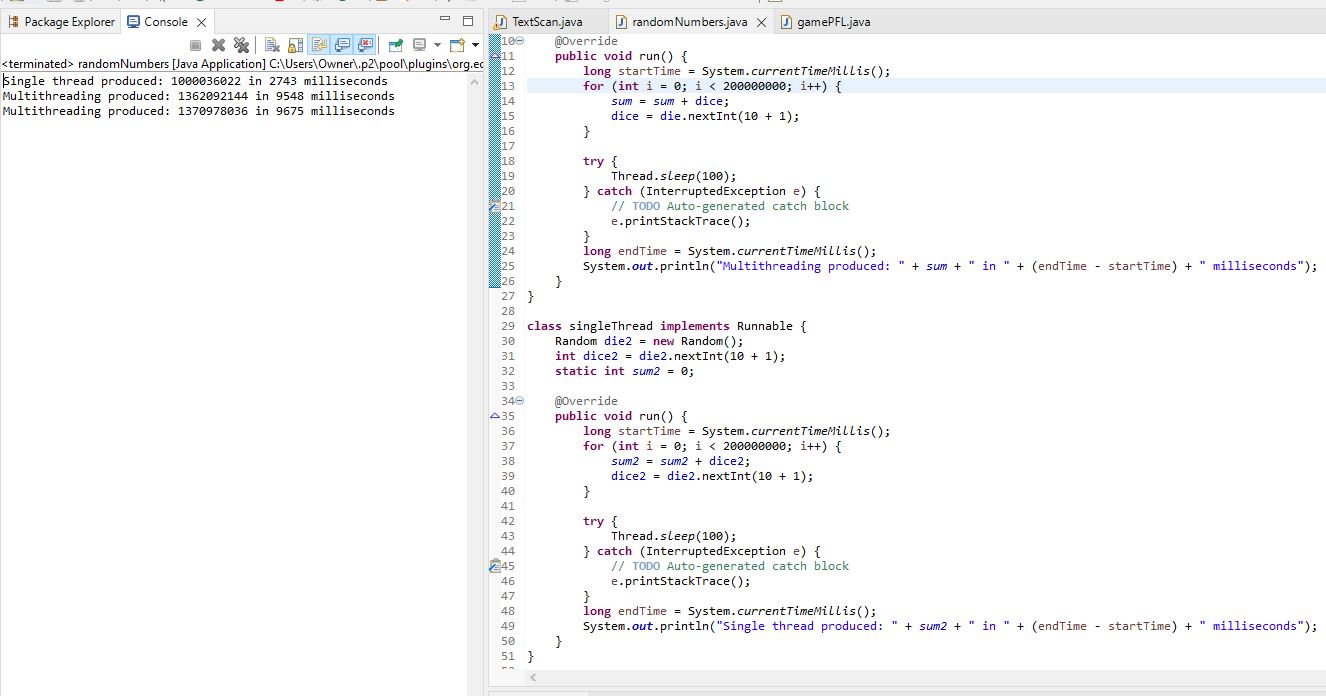 Package Explorer Console
<terminated> randomNumbers [Java Application] C:\Users\Owner\.p2\pool\plugins\org.ec
Single thread produced: 1000036022 in 2743 milliseconds
Multithreading produced: 1362092144 in 9548 milliseconds
Multithreading produced: 1370978036 in 9675 milliseconds
TextScan.java randomNumbers.java gamePFL.java
10 @Override
11 public void run() {
12 long startTime = System.currentTimeMillis();
13 for (int i = 0; i < 200000000; i++) {
14 sum = sum + dice;
15 dice = die.nextInt(10 + 1);
16 }
17
18 try {
19 Thread.sleep(100);
20 } catch (InterruptedException e) {
21 // TODO Auto-generated catch block
22 e.printStackTrace();
23 }
24 long endTime = System.currentTimeMillis();
25 System.out.println("Multithreading produced: " + sum + " in " + (endTime - startTime) + " milliseconds");
26 }
27 }
28
29 class singleThread implements Runnable {
30 Random die2 = new Random();
31 int dice2 = die2.nextInt(10 + 1);
32 static int sum2 = 0;
33
34 @Override
35 public void run() {
36 long startTime = System.currentTimeMillis();
37 for (int i = 0; i < 200000000; i++) {
38 sum2 = sum2 + dice2;
39 dice2 = die2.nextInt(10 + 1);
40 }
41
42 try {
43 Thread.sleep(100);
44 } catch (InterruptedException e) {
45 // TODO Auto-generated catch block
46 e.printStackTrace();
47 }
48 long endTime = System.currentTimeMillis();
49 System.out.println("Single thread produced: " + sum2 + " in " + (endTime - startTime) + " milliseconds");
50 }
51 }